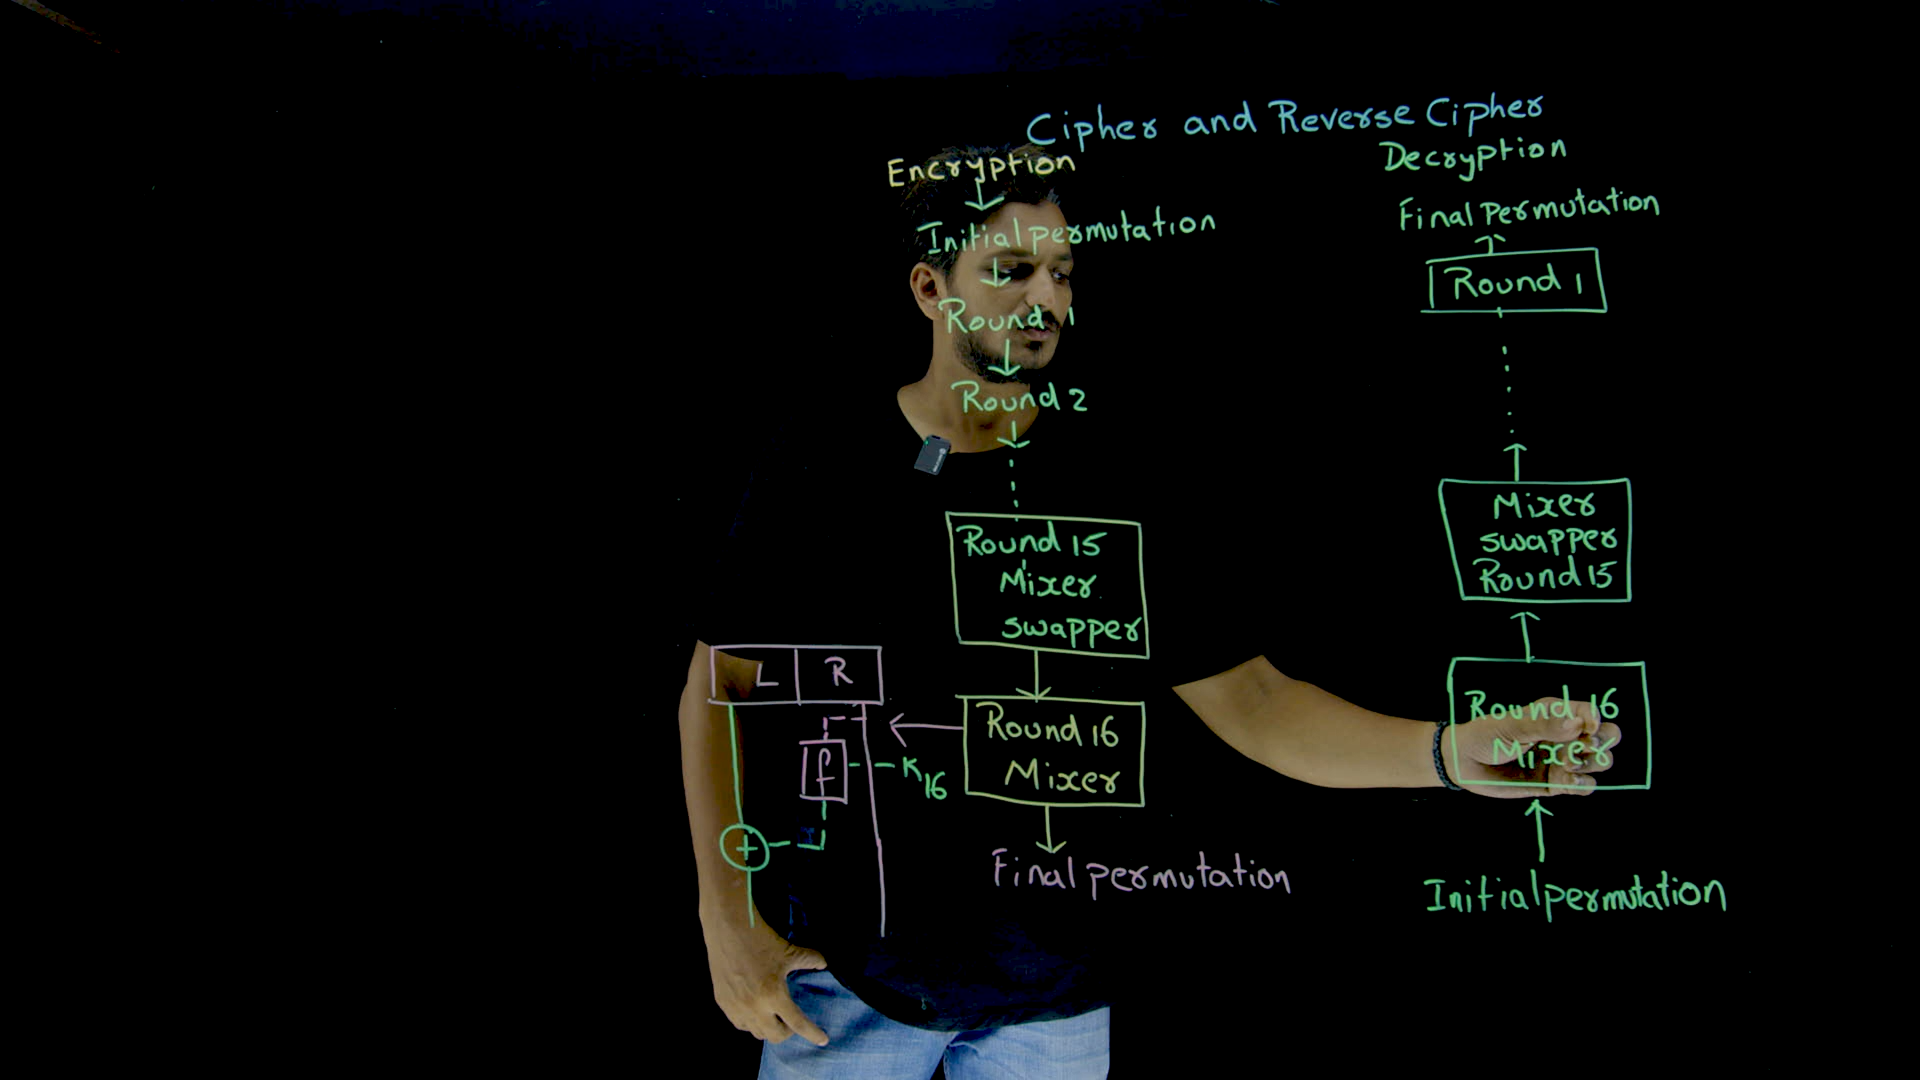 Cipher and Reverse Cipher
Encryption
Initial permutation
Round 1
Round 2
Round 15
Mixer
swapper
Round 16
Mixer
Final permutation
L R
f
K16
+
Decryption
Final Permutation
Round 1
Mixer
swapper
Round 15
Round 16
Mixer
Initial permutation